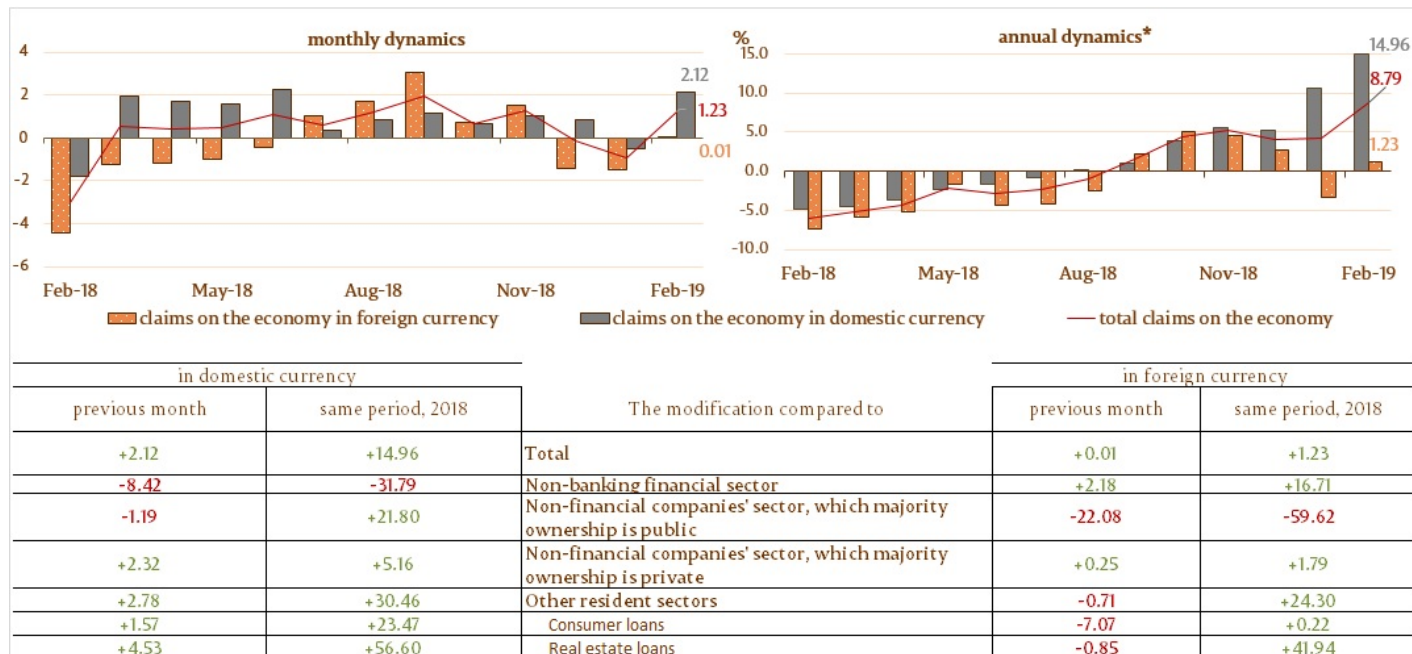 monthly dynamics
4
2
0
-2
-4
-6
2.12
1.23
0.01
Feb-18 May-18 Aug-18 Nov-18 Feb-19
% annual dynamics*
15.0
10.0
5.0
0.0
-5.0
-10.0
14.96
8.79
1.23
Feb-18 May-18 Aug-18 Nov-18 Feb-19
claims on the economy in foreign currency claims on the economy in domestic currency total claims on the economy
in domestic currency in foreign currency
previous month same period, 2018 The modification compared to previous month same period, 2018
+2.12 +14.96 Total +0.01 +1.23
-8.42 -31.79 Non-banking financial sector +2.18 +16.71
-1.19 +21.80 Non-financial companies' sector, which majority
ownership is public -22.08 -59.62
+2.32 +5.16 Non-financial companies' sector, which majority
ownership is private +0.25 +1.79
+2.78 +30.46 Other resident sectors -0.71 +24.30
+1.57 +23.47 Consumer loans -7.07 +0.22
+4.53 +56.60 Real estate loans -0.85 +41.94